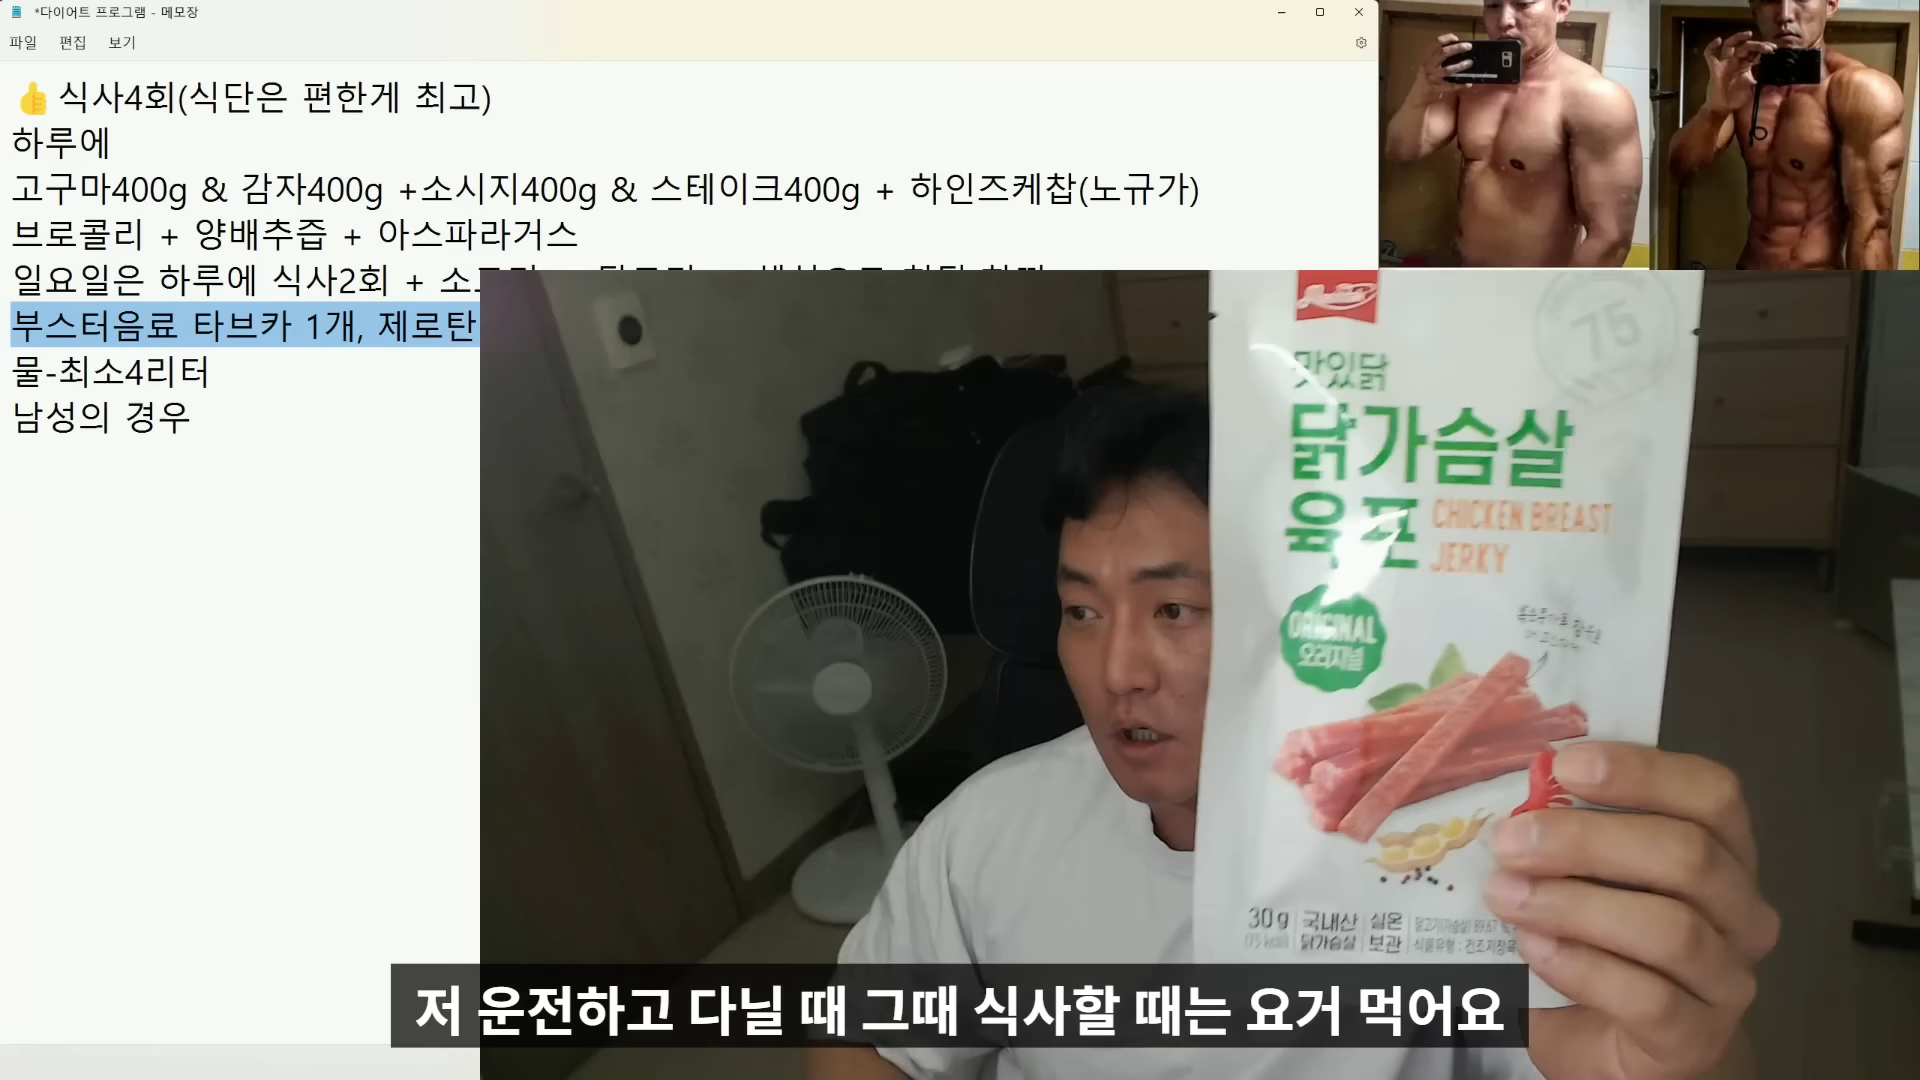 *다이어트 프로그램 - 메모장
파일 편집 보기
👍식사4회(식단은 편한게 최고)
하루에
고구마400g & 감자400g +소시지400g & 스테이크400g + 하인즈케찹(노규가)
브로콜리 + 양배추즙 + 아스파라거스
일요일은 하루에 식사2회 +
부스터음료 타브카 1개, 제로탄
물-최소4리터
남성의 경우
75
맛있닭
닭가슴살
육포 CHICKEN BREAST
JERKY
ORIGINAL
오리지널
30g 국내산 실온
(75 kcal) 닭가슴살 보관
저 운전하고 다닐 때 그때 식사할 때는 요거 먹어요